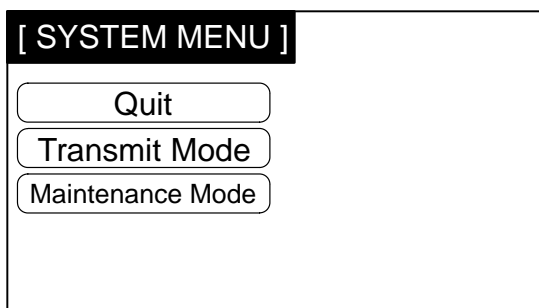 [ SYSTEM MENU ]
Quit
Transmit Mode
Maintenance Mode